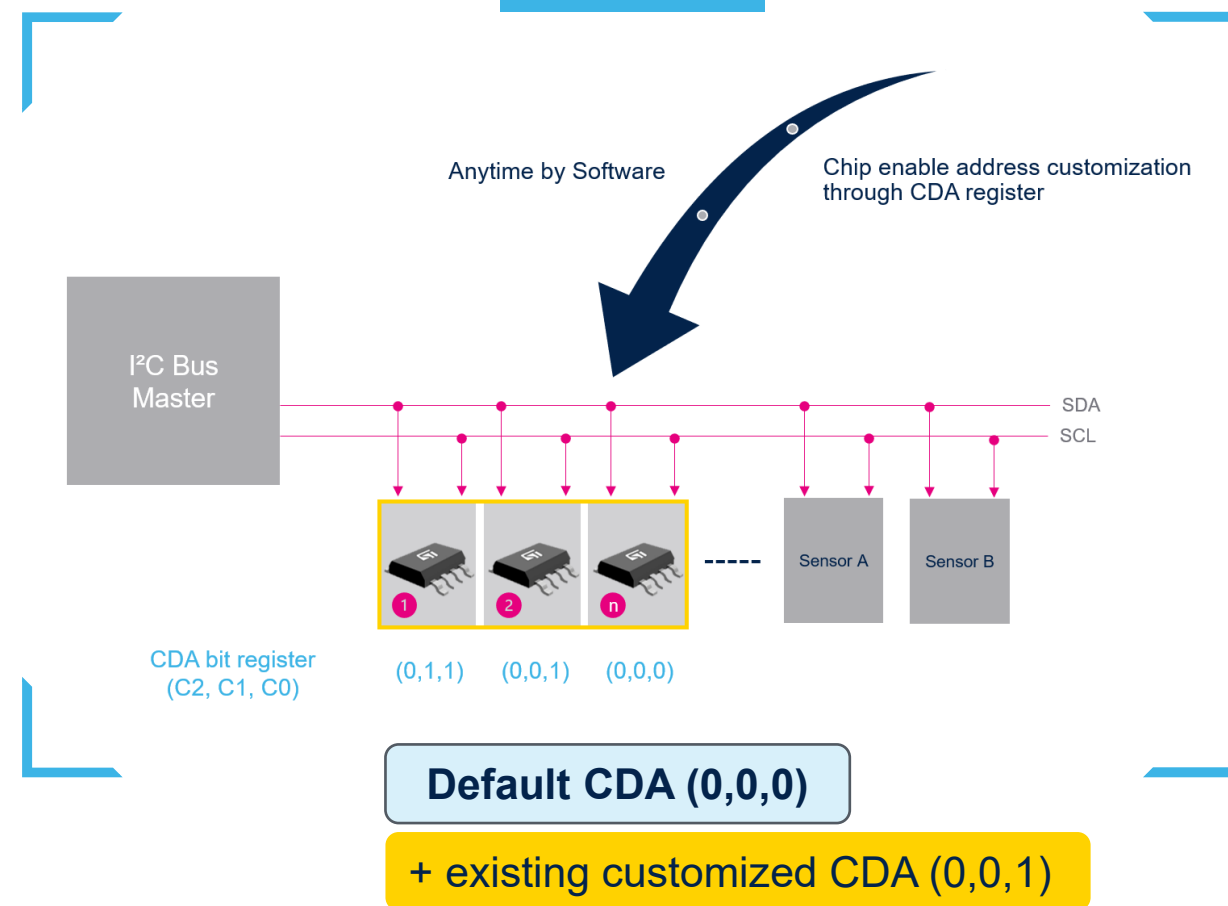 Anytime by Software
Chip enable address customization
through CDA register
I²C Bus
Master
SDA
SCL
Sensor A
Sensor B
1
2
n
CDA bit register
(C2, C1, C0)
(0,1,1)
(0,0,1)
(0,0,0)
Default CDA (0,0,0)
+ existing customized CDA (0,0,1)